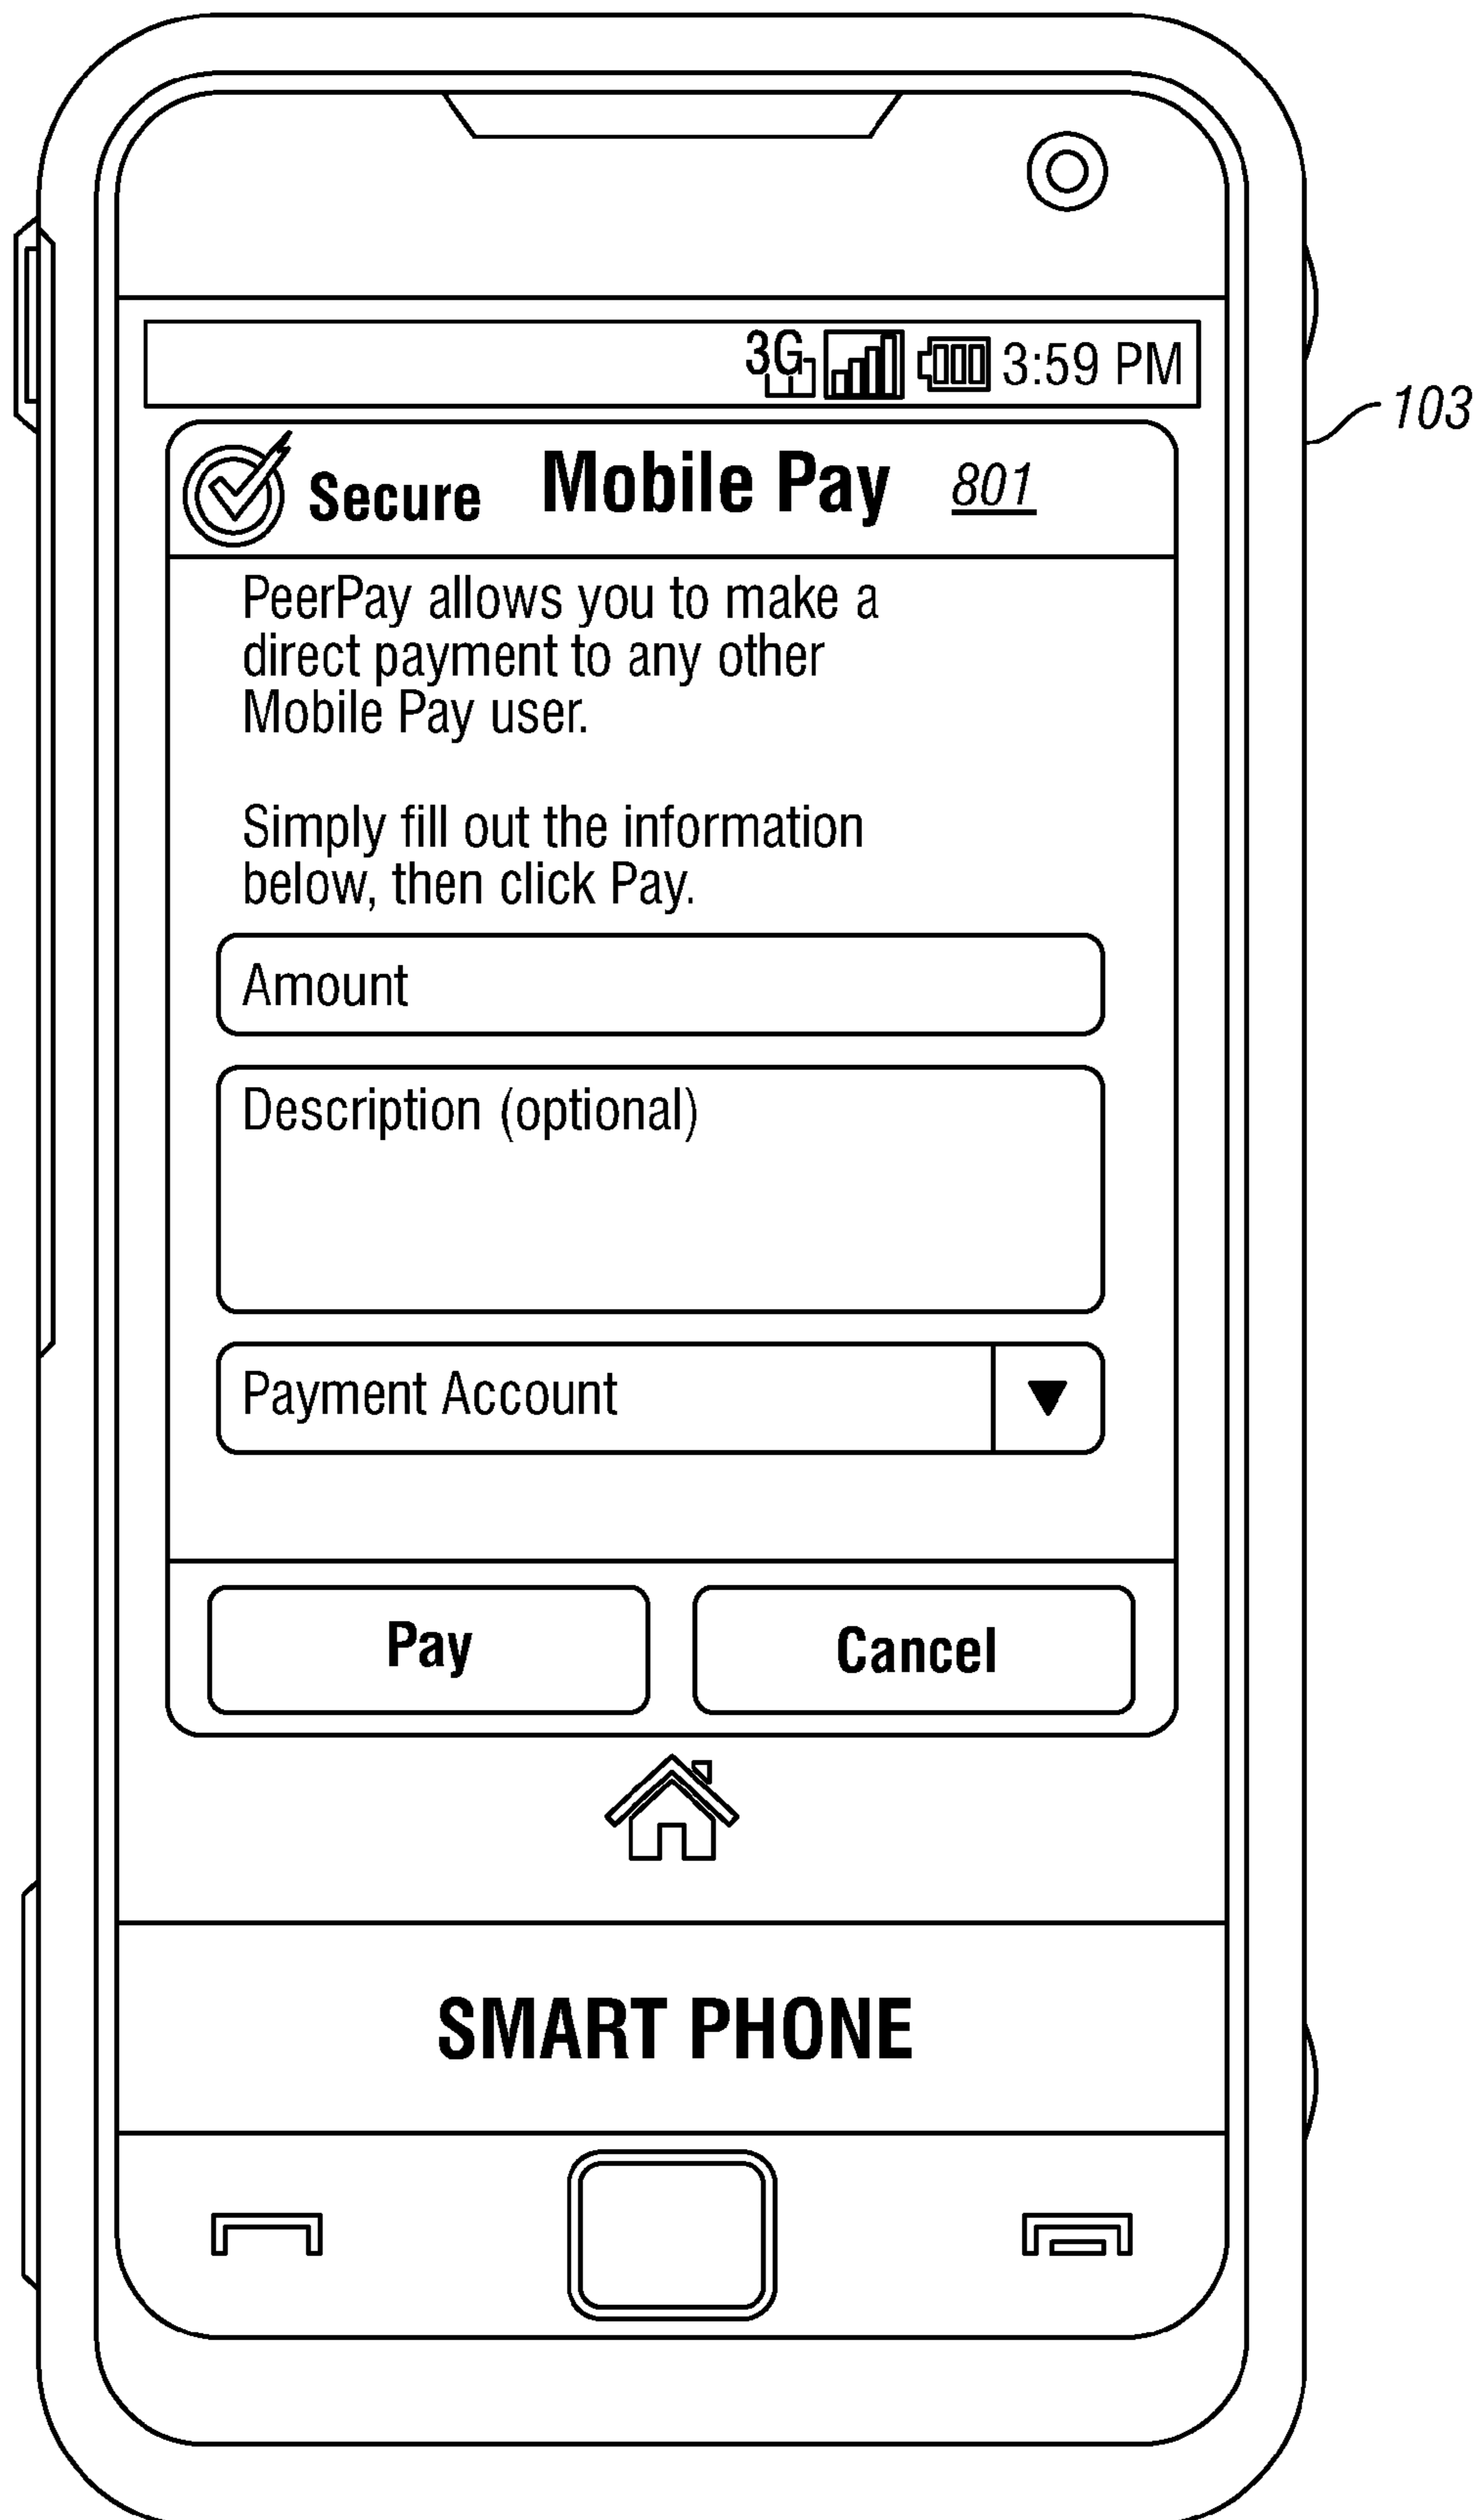 3G 3:59 PM
103
Secure Mobile Pay 801
PeerPay allows you to make a
direct payment to any other
Mobile Pay user.
Simply fill out the information
below, then click Pay.
Amount
Description (optional)
Payment Account
Pay Cancel
SMART PHONE